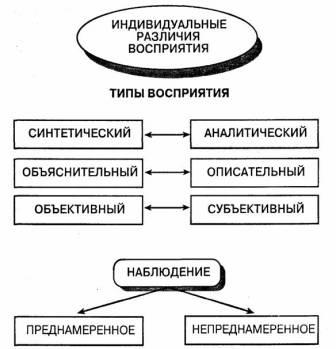 ИНДИВИДУАЛЬНЫЕ
РАЗЛИЧИЯ
ВОСПРИЯТИЯ
ТИПЫ ВОСПРИЯТИЯ
СИНТЕТИЧЕСКИЙ АНАЛИТИЧЕСКИЙ
ОБЪЯСНИТЕЛЬНЫЙ ОПИСАТЕЛЬНЫЙ
ОБЪЕКТИВНЫЙ СУБЪЕКТИВНЫЙ
НАБЛЮДЕНИЕ
ПРЕДНАМЕРЕННОЕ НЕПРЕДНАМЕРЕННОЕ